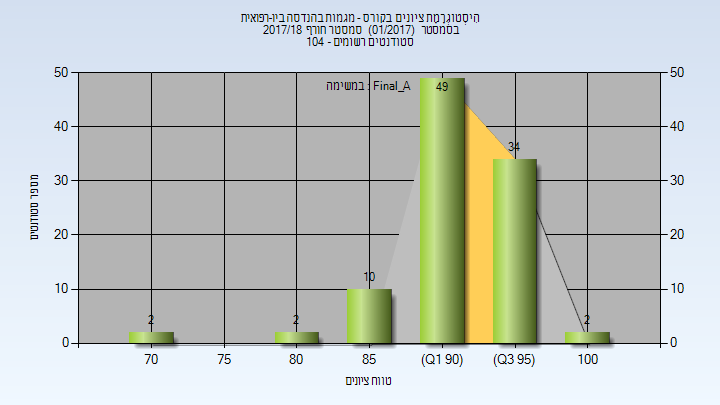 היסטוגרמת ציונים בקורס - מגמות בהנדסה ביו-רפואית
בסמסטר (01/2017) סמסטר חורף 2017/18
סטודנטים רשומים - 104
במשימה : Final_A
50 50
40 40
30 30
20 20
10 10
0 0
מספר סטודנטים
2
2
10
49
34
2
70 75 80 85 (Q1 90) (Q3 95) 100
טווח ציונים